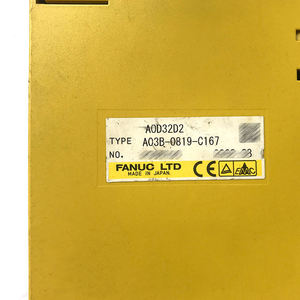 AOD32D2
TYPE A03B-0819-C167
NO.
FANUC LTD
MADE IN JAPAN
CE